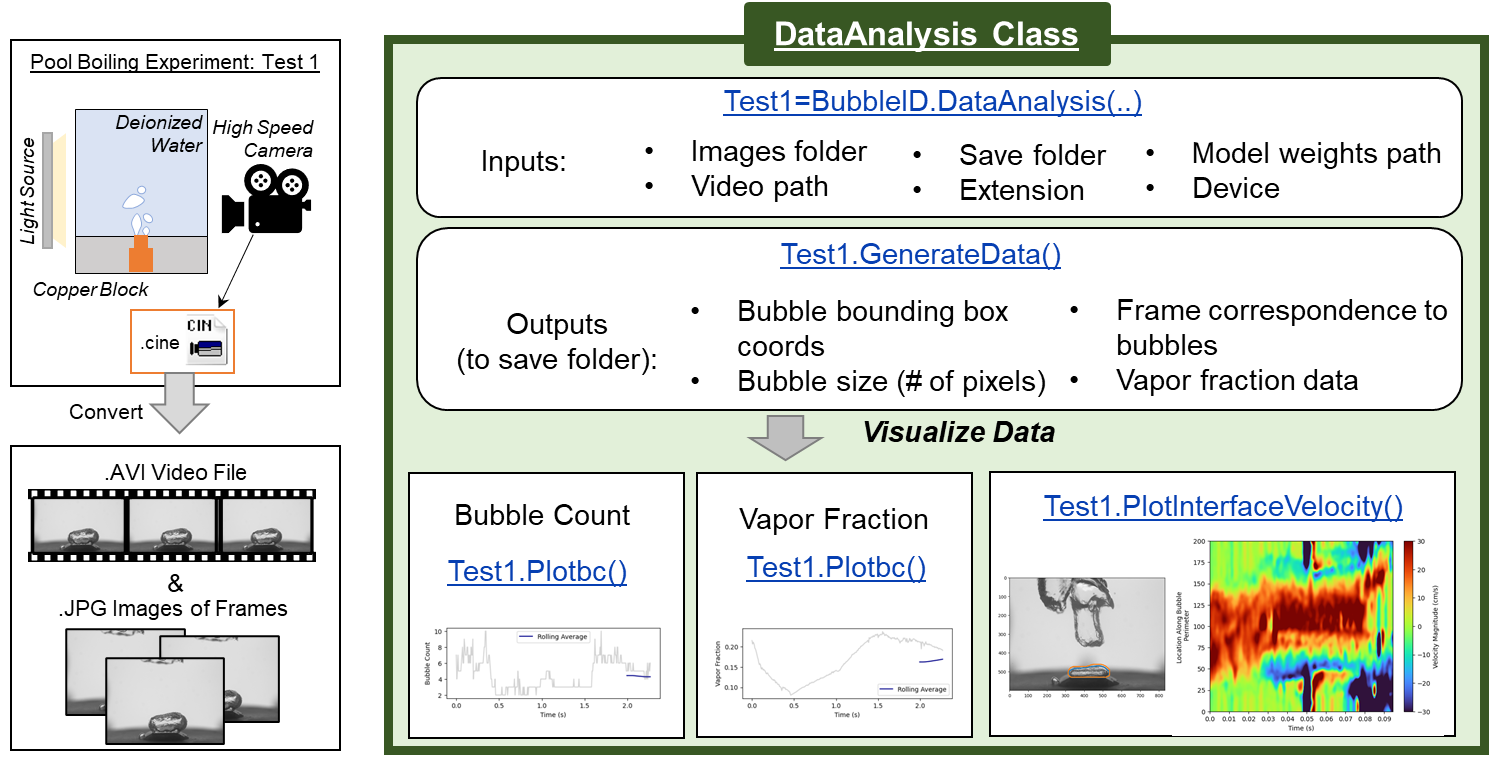 DataAnalysis Class
Pool Boiling Experiment: Test 1
Light Source
Deionized
Water
High Speed
Camera
Copper Block
.cine
CIN
Convert
.AVI Video File
&
.JPG Images of Frames
Test1=BubbleID.DataAnalysis(..)
Inputs:
• Images folder
• Video path
• Save folder
• Extension
• Model weights path
• Device
Test1.GenerateData()
Outputs
(to save folder):
• Bubble bounding box
coords
• Bubble size (# of pixels)
• Frame correspondence to
bubbles
• Vapor fraction data
Visualize Data
Bubble Count
Test1.Plotbc()
Bubble Count
10
8
6
4
2
Rolling Average
0.0 0.5 1.0 1.5 2.0
Time (s)
Vapor Fraction
Test1.Plotbc()
Vapor Fraction
0.20
0.15
0.10
Rolling Average
0.0 0.5 1.0 1.5 2.0
Time (s)
Test1.PlotInterfaceVelocity()
0
100
200
300
400
500
0 100 200 300 400 500 600 700 800
Location Along Bubble
Perimeter
200
175
150
125
100
75
50
25
0
0.0 0.01 0.02 0.03 0.04 0.05 0.06 0.07 0.08 0.09
Time (s)
30
20
10
0
−10
−20
−30
Velocity Magnitude (cm/s)